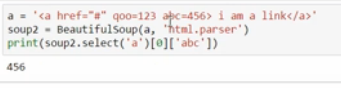 a = '<a href="#" qoo=123 abc=456> i am a link</a>'
soup2 = BeautifulSoup(a, 'html.parser')
print(soup2.select('a')[0]['abc'])
456